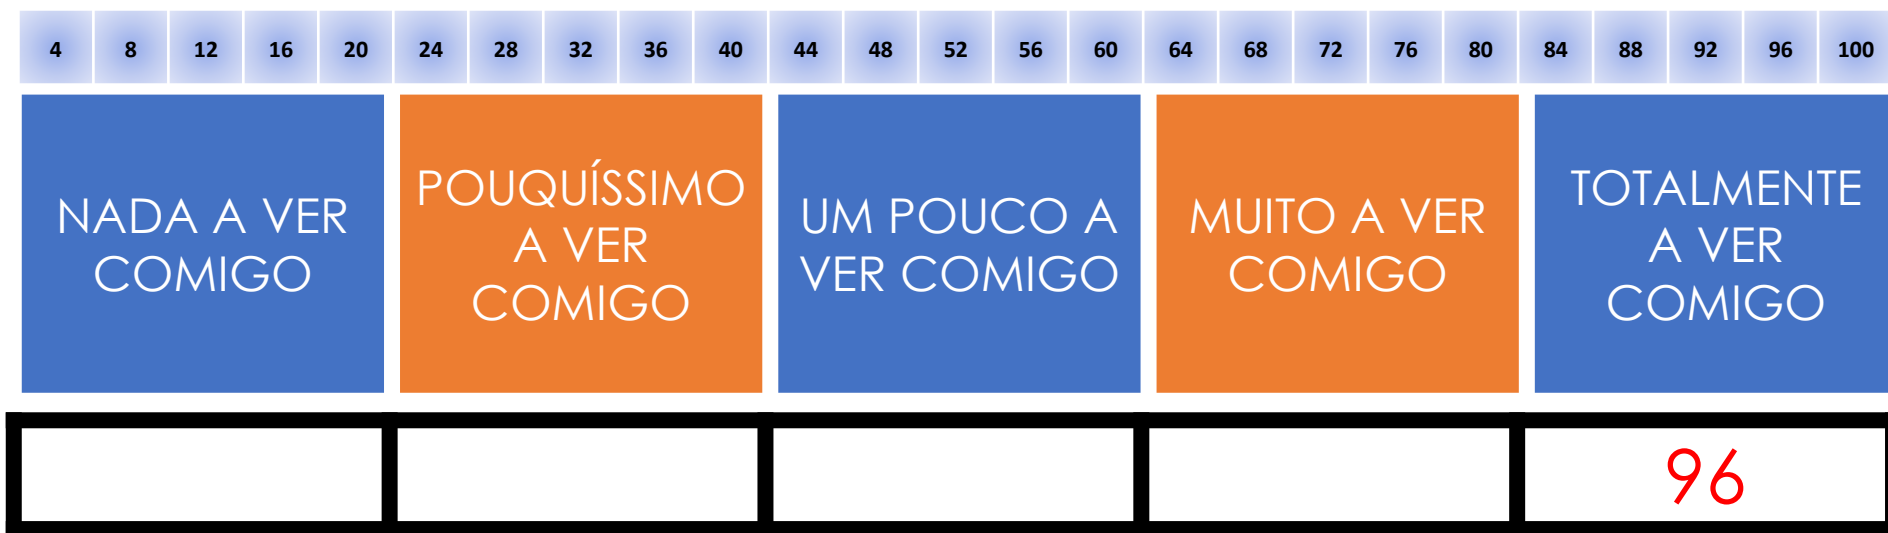 4 8 12 16 20 24 28 32 36 40 44 48 52 56 60 64 68 72 76 80 84 88 92 96 100
NADA A VER
COMIGO
POUQUÍSSIMO
A VER
COMIGO
UM POUCO A
VER COMIGO
MUITO A VER
COMIGO
TOTALMENTE
A VER
COMIGO
96